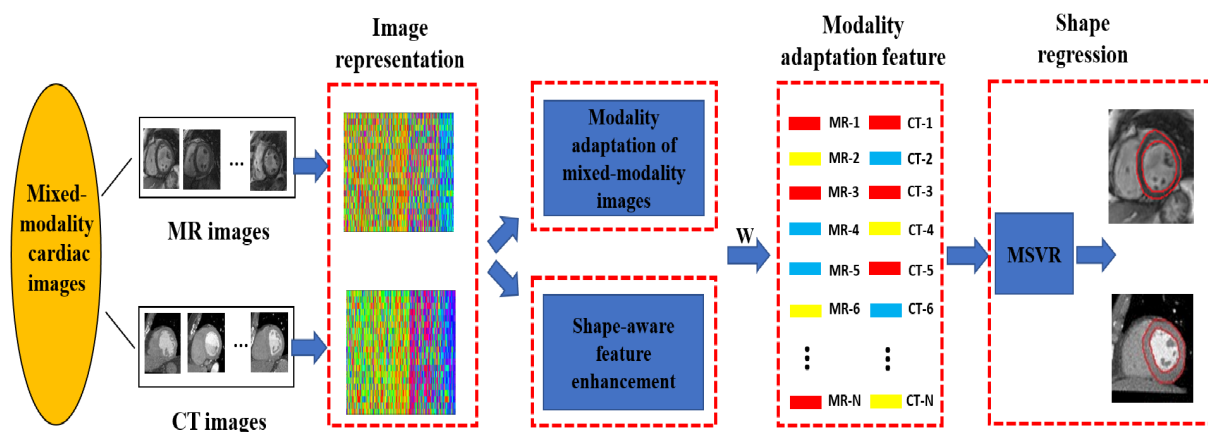 Mixed-
modality
cardiac
images
...
MR images
...
CT images
Image
representation
Modality
adaptation of
mixed-modality
images
Shape-aware
feature
enhancement
W
Modality
adaptation feature
MR-1 CT-1
MR-2 CT-2
MR-3 CT-3
MR-4 CT-4
MR-5 CT-5
MR-6 CT-6
MR-N CT-N
Shape
regression
MSVR